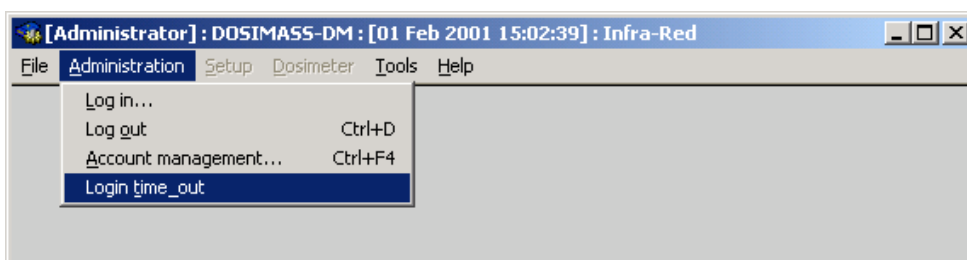 [Administrator] : DOSIMASS-DM : [01 Feb 2001 15:02:39] : Infra-Red
File Administration Setup Dosimeter Tools Help
Log in...
Log out Ctrl+D
Account management... Ctrl+F4
Login time_out